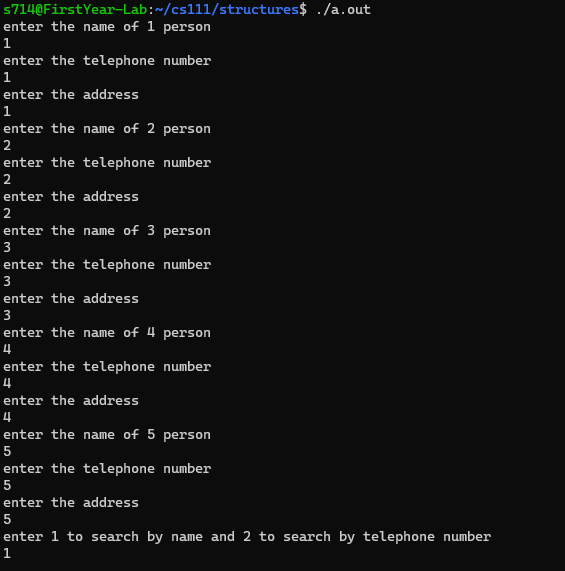 s714@FirstYear-Lab:~/cs111/structures$ ./a.out
enter the name of 1 person
1
enter the telephone number
1
enter the address
1
enter the name of 2 person
2
enter the telephone number
2
enter the address
2
enter the name of 3 person
3
enter the telephone number
3
enter the address
3
enter the name of 4 person
4
enter the telephone number
4
enter the address
4
enter the name of 5 person
5
enter the telephone number
5
enter the address
5
enter 1 to search by name and 2 to search by telephone number
1